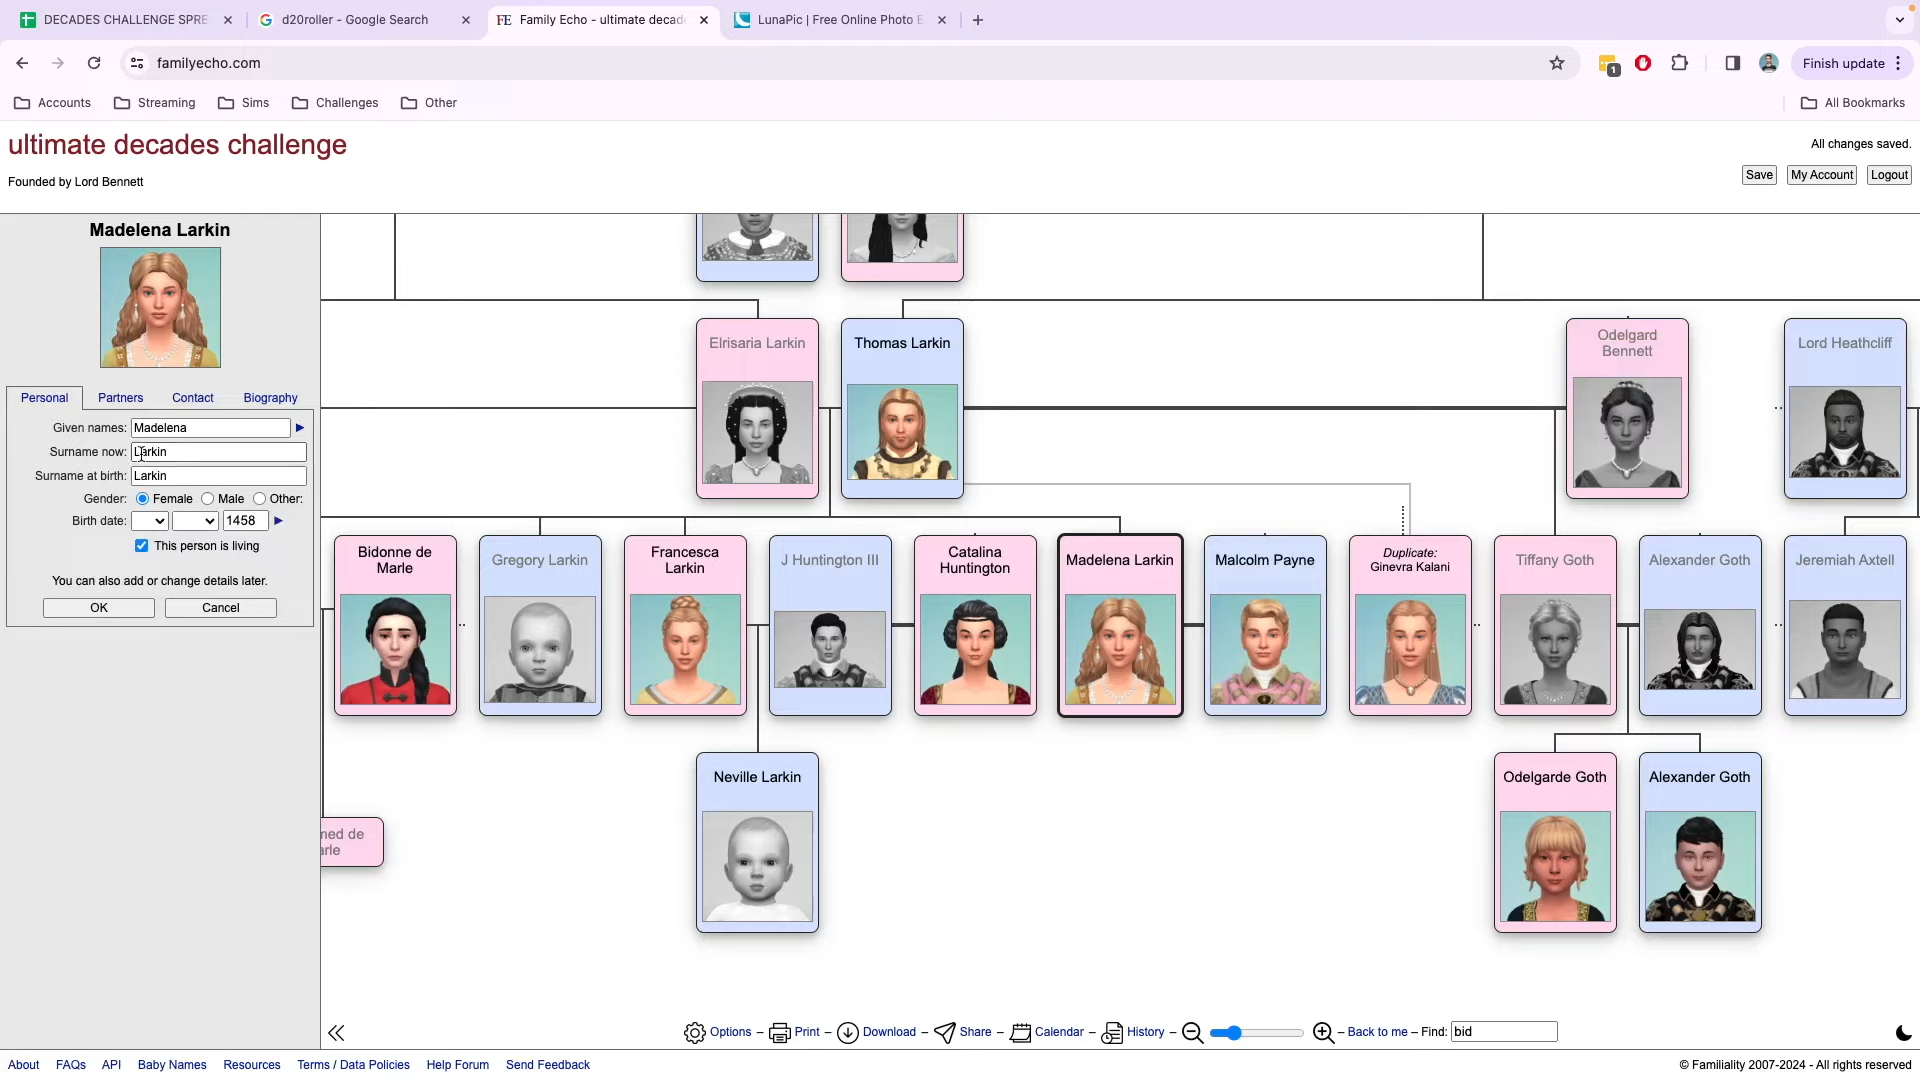 DECADES CHALLENGE SPRE
d20roller - Google Search
FE Family Echo - ultimate decad
LunaPic | Free Online Photo E
familyecho.com
1
Finish update
Accounts
Streaming
Sims
Challenges
Other
All Bookmarks
ultimate decades challenge
All changes saved.
Founded by Lord Bennett
Save
My Account
Logout
Madelena Larkin
Personal
Partners
Contact
Biography
Given names: Madelena
Surname now: Larkin
Surname at birth: Larkin
Gender: Female Male Other:
Birth date: 1458
This person is living
You can also add or change details later.
OK
Cancel
Elrisaria Larkin
Thomas Larkin
Odelgard
Bennett
Lord Heathcliff
Bidonne de
Marle
Gregory Larkin
Francesca
Larkin
J Huntington III
Catalina
Huntington
Madelena Larkin
Malcolm Payne
Duplicate:
Ginevra Kalani
Tiffany Goth
Alexander Goth
Jeremiah Axtell
Neville Larkin
Odelgarde Goth
Alexander Goth
med de
arle
Options – Print – Download – Share – Calendar – History – – Back to me – Find: bid
About
FAQs
API
Baby Names
Resources
Terms / Data Policies
Help Forum
Send Feedback
© Familiality 2007-2024 - All rights reserved